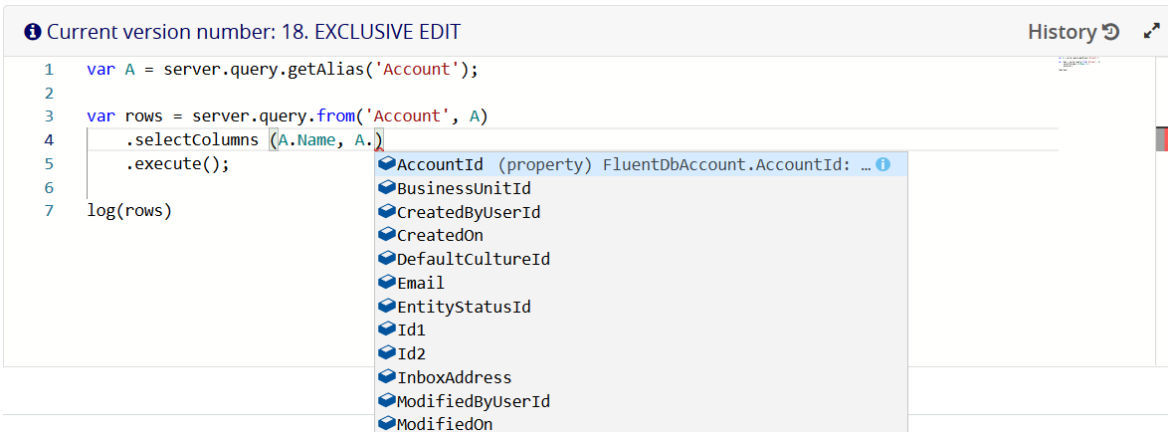 Current version number: 18. EXCLUSIVE EDIT
History
1 var A = server.query.getAlias('Account');
2
3 var rows = server.query.from('Account', A)
4 .selectColumns (A.Name, A.)
AccountId (property) FluentDbAccount.AccountId: …
5 .execute();
BusinessUnitId
6
CreatedByUserId
7 log(rows)
CreatedOn
DefaultCultureId
Email
EntityStatusId
Id1
Id2
InboxAddress
ModifiedByUserId
ModifiedOn